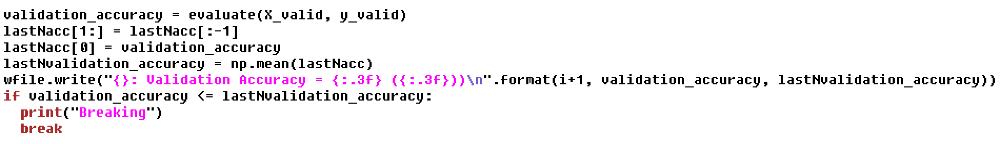 validation_accuracy = evaluate(X_valid, y_valid)
lastNacc[1:] = lastNacc[:-1]
lastNacc[0] = validation_accuracy
lastNvalidation_accuracy = np.mean(lastNacc)
wfile.write("{}: Validation Accuracy = {:.3f} ({:.3f}))\n".format(i+1, validation_accuracy, lastNvalidation_accuracy))
if validation_accuracy <= lastNvalidation_accuracy:
  print("Breaking")
  break